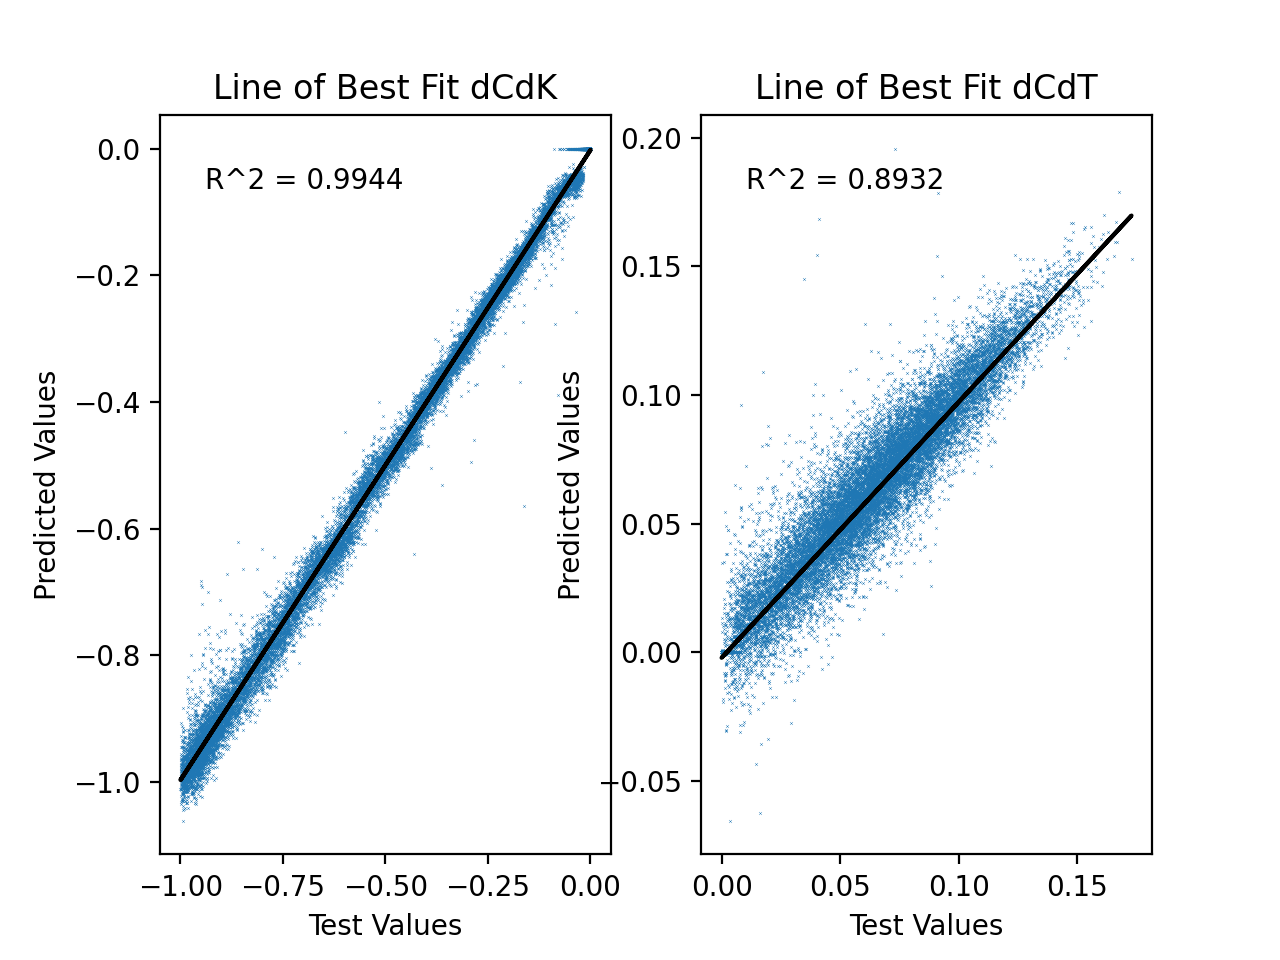 Line of Best Fit dCdK
R^2 = 0.9944
Predicted Values
0.0
−0.2
−0.4
−0.6
−0.8
−1.0
−1.00 −0.75 −0.50 −0.25 0.00
Test Values
Line of Best Fit dCdT
R^2 = 0.8932
Predicted Values
0.20
0.15
0.10
0.05
0.00
−0.05
0.00 0.05 0.10 0.15
Test Values